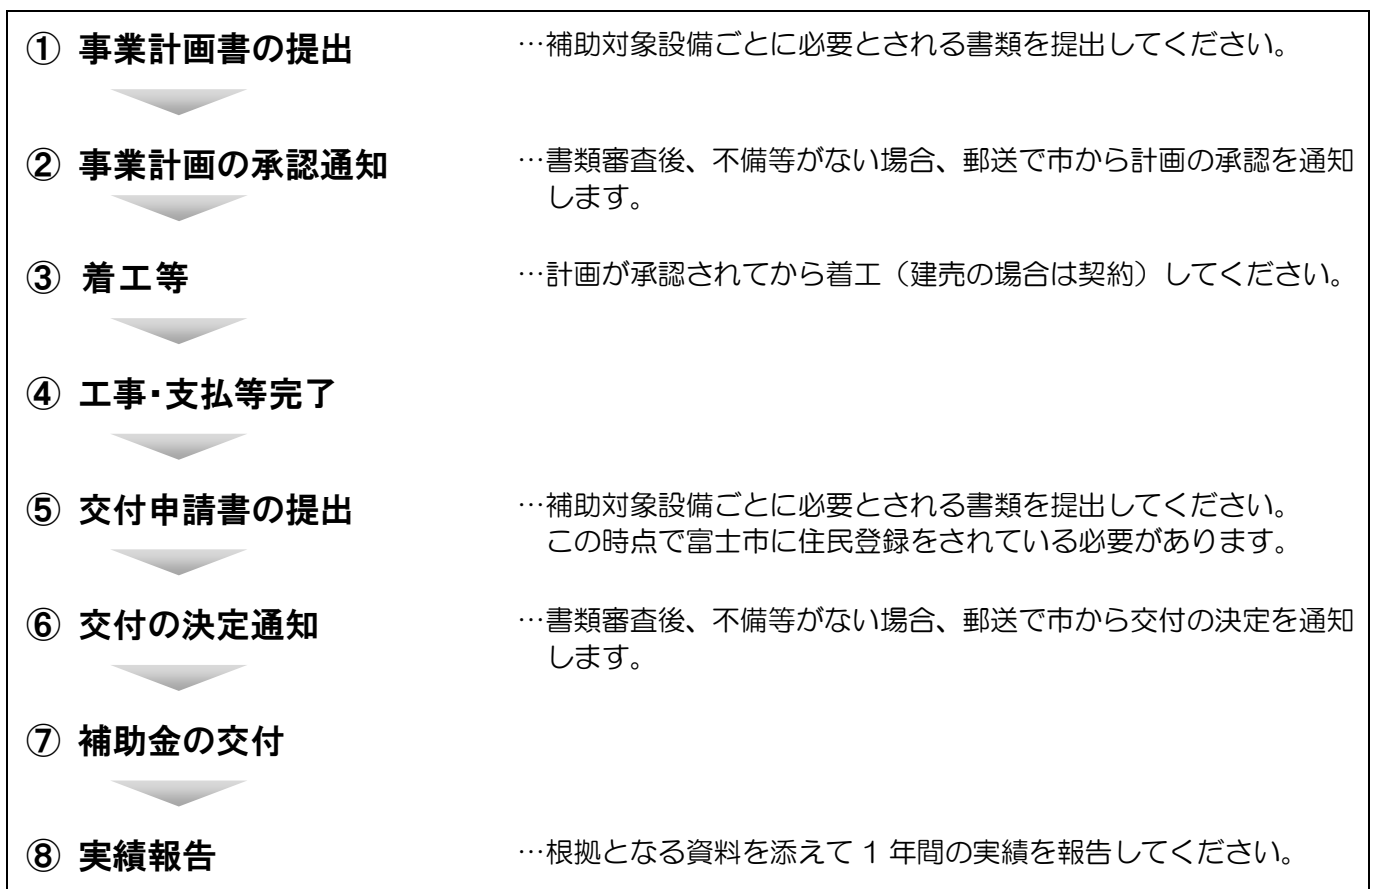 ① 事業計画書の提出
…補助対象設備ごとに必要とされる書類を提出してください。
② 事業計画の承認通知
…書類審査後、不備等がない場合、郵送で市から計画の承認を通知
します。
③ 着工等
…計画が承認されてから着工（建売の場合は契約）してください。
④ 工事・支払等完了
⑤ 交付申請書の提出
…補助対象設備ごとに必要とされる書類を提出してください。
この時点で富士市に住民登録をされている必要があります。
⑥ 交付の決定通知
…書類審査後、不備等がない場合、郵送で市から交付の決定を通知
します。
⑦ 補助金の交付
⑧ 実績報告
…根拠となる資料を添えて 1 年間の実績を報告してください。